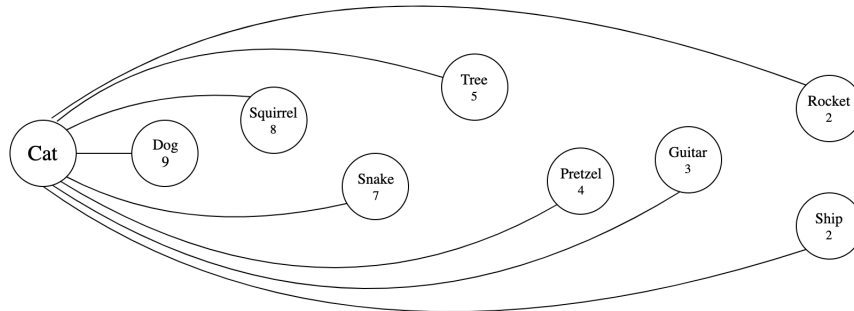 Cat
Dog
9
Squirrel
8
Snake
7
Tree
5
Pretzel
4
Guitar
3
Rocket
2
Ship
2